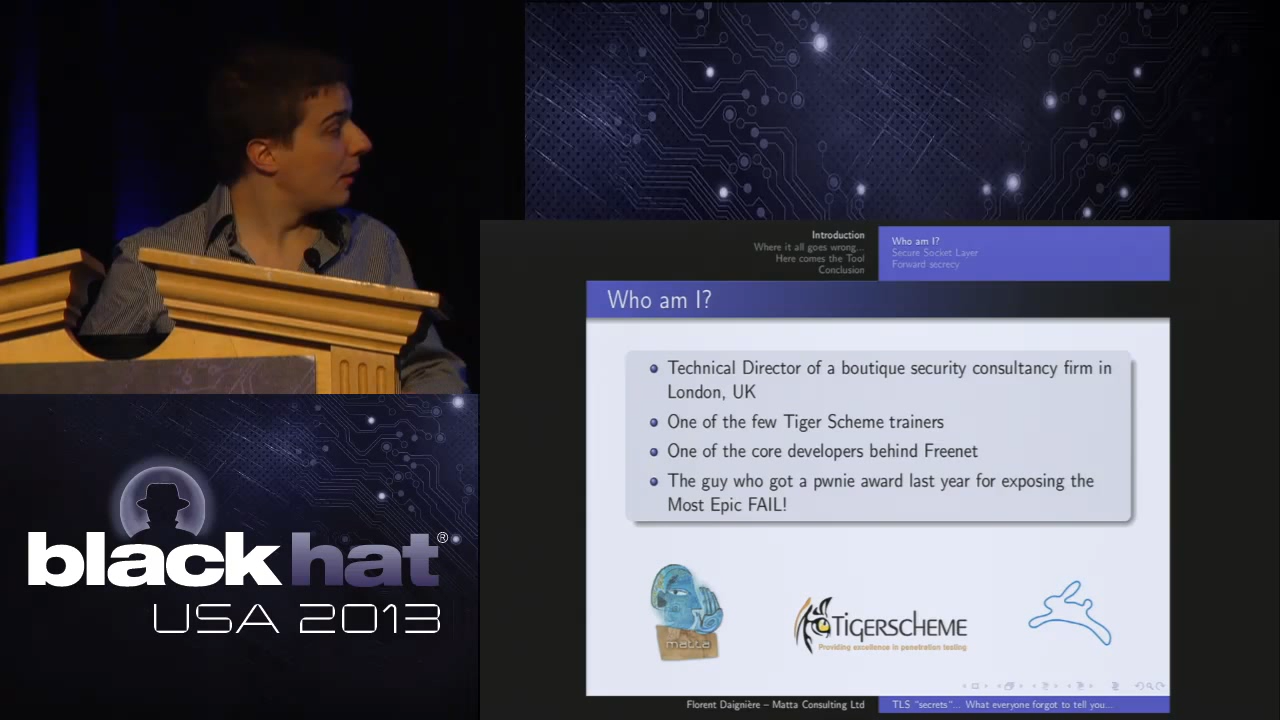 Introduction
Where it all goes wrong...
Here comes the Tool
Conclusion
Who am I?
Secure Socket Layer
Forward secrecy
Who am I?
Technical Director of a boutique security consultancy firm in
London, UK
One of the few Tiger Scheme trainers
One of the core developers behind Freenet
The guy who got a pwnie award last year for exposing the
Most Epic FAIL!
matta
TIGERSCHEME
Providing excellence in penetration testing
Florent Daignière – Matta Consulting Ltd
TLS "secrets"... What everyone forgot to tell you...
blackhat®
USA 2013